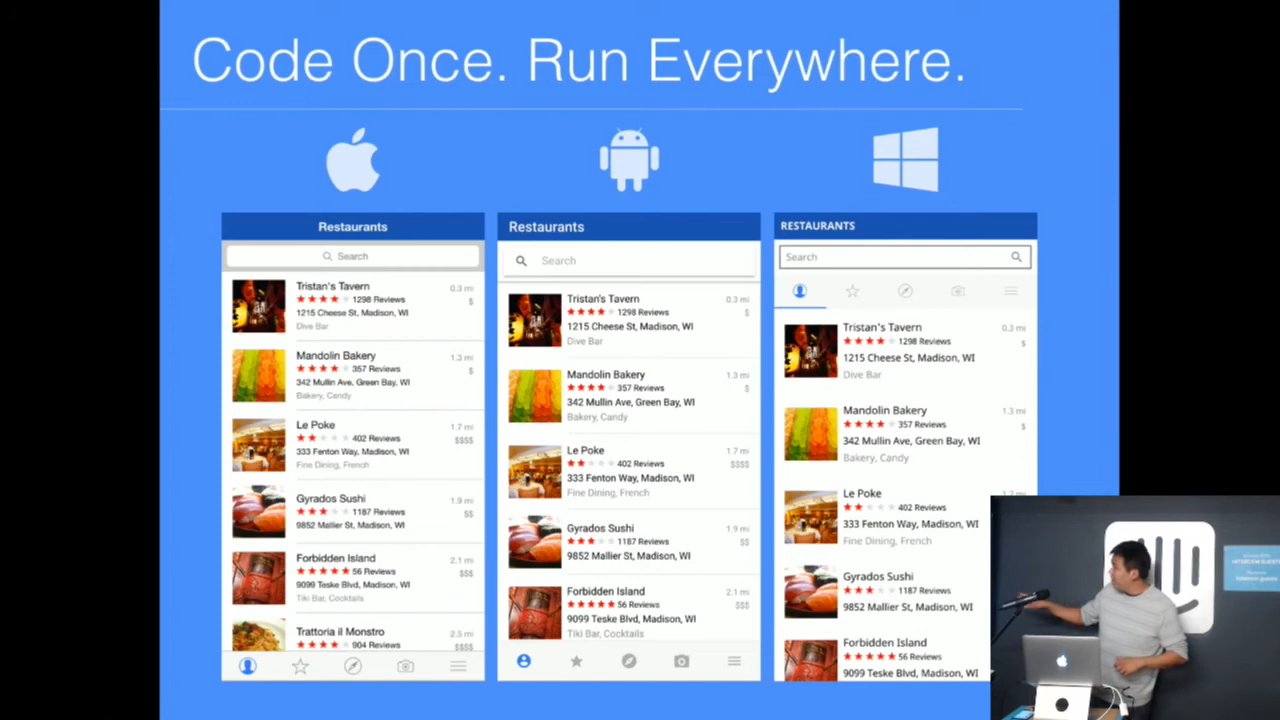 Code Once. Run Everywhere.
Restaurants
Search
Tristan's Tavern
0.3 mi
1298 Reviews
$
1215 Cheese St, Madison, WI
Dive Bar
Mandolin Bakery
1.3 mi
357 Reviews
$
342 Mullin Ave, Green Bay, WI
Bakery, Candy
Le Poke
1.7 mi
402 Reviews
$$$$
333 Fenton Way, Madison, WI
Fine Dining, French
Gyrados Sushi
1.9 mi
1187 Reviews
$$
9852 Mallier St, Madison, WI
Forbidden Island
2.1 mi
56 Reviews
$$$
9099 Teske Blvd, Madison, WI
Tiki Bar, Cocktails
Trattoria il Monstro
2.5 mi
904 Reviews
$$$$
Restaurants
Search
Tristan's Tavern
0.3 mi
1298 Reviews
$
1215 Cheese St, Madison, WI
Dive Bar
Mandolin Bakery
1.3 mi
357 Reviews
$
342 Mullin Ave, Green Bay, WI
Bakery, Candy
Le Poke
1.7 mi
402 Reviews
$$$$
333 Fenton Way, Madison, WI
Fine Dining, French
Gyrados Sushi
1.9 mi
1187 Reviews
$$
9852 Mallier St, Madison, WI
Forbidden Island
2.1 mi
56 Reviews
$$$
9099 Teske Blvd, Madison, WI
Tiki Bar, Cocktails
RESTAURANTS
Search
Tristan's Tavern
0.3 mi
1298 Reviews
$
1215 Cheese St, Madison, WI
Dive Bar
Mandolin Bakery
1.3 mi
357 Reviews
$
342 Mullin Ave, Green Bay, WI
Bakery, Candy
Le Poke
402 Reviews
333 Fenton Way, Madison, WI
Fine Dining, French
Gyrados Sushi
1187 Reviews
9852 Mallier St, Madison, WI
Forbidden Island
56 Reviews
9099 Teske Blvd, Madison, WI